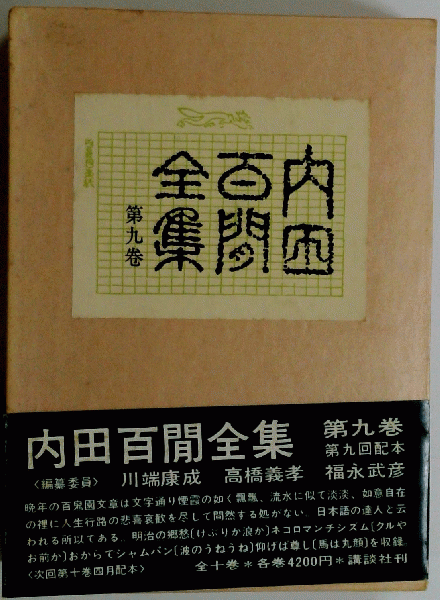 内田
百閒
全集
第九巻
内田百閒全集
第九巻
第九回配本
〈編纂委員〉 川端康成 高橋義孝 福永武彦
晩年の百鬼園文章は文字通り煙霞の如く飄飄、流水に似て淡淡、如意自在
の裡に人生行路の悲喜哀歓を尽して間然する処がない。日本語の達人と云
われる所以である。明治の郷愁〔けぶりか浪か〕ネコロマンチシズム〔クルや
お前か〕おからでシャムパン〔波のうねうね〕仰げば尊し〔馬は丸顔〕を収録。
〈次回第十巻四月配本〉 全十巻＊各巻4200円＊講談社刊